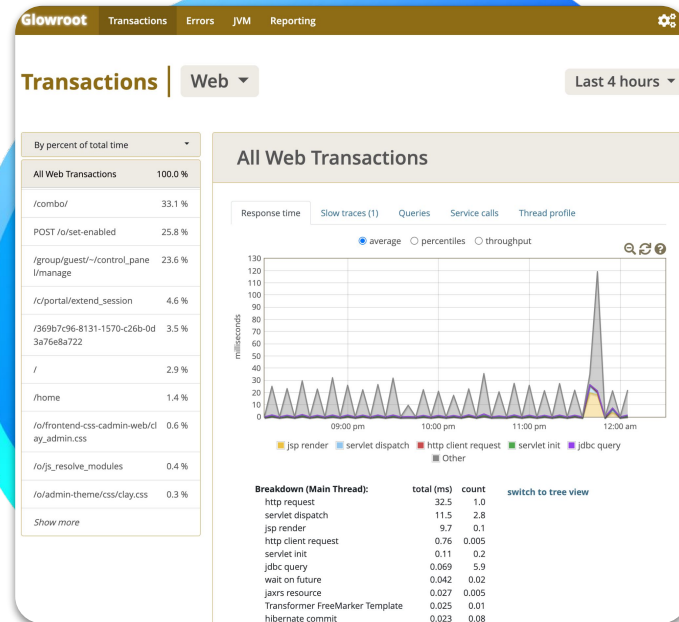 Glowroot Transactions Errors JVM Reporting
Transactions Web
Last 4 hours
By percent of total time
All Web Transactions 100.0 %
/combo/ 33.1 %
POST /o/set-enabled 25.8 %
/group/guest/~/control_pane 23.6 %
l/manage
/c/portal/extend_session 4.6 %
/369b7c96-8131-1570-c26b-0d 3.5 %
3a76e8a722
/ 2.9 %
/home 1.4 %
/o/frontend-css-cadmin-web/cl 0.6 %
ay_admin.css
/o/js_resolve_modules 0.4 %
/o/admin-theme/css/clay.css 0.3 %
Show more
All Web Transactions
Response time Slow traces (1) Queries Service calls Thread profile
average percentiles throughput
milliseconds
130
120
110
100
90
80
70
60
50
40
30
20
10
0
09:00 pm 10:00 pm 11:00 pm 12:00 am
jsp render servlet dispatch http client request servlet init jdbc query
Other
Breakdown (Main Thread): total (ms) count switch to tree view
http request 32.5 1.0
servlet dispatch 11.5 2.8
jsp render 9.7 0.1
http client request 0.76 0.005
servlet init 0.11 0.2
jdbc query 0.069 5.9
wait on future 0.042 0.02
jaxrs resource 0.027 0.005
Transformer FreeMarker Template 0.025 0.01
hibernate commit 0.023 0.08